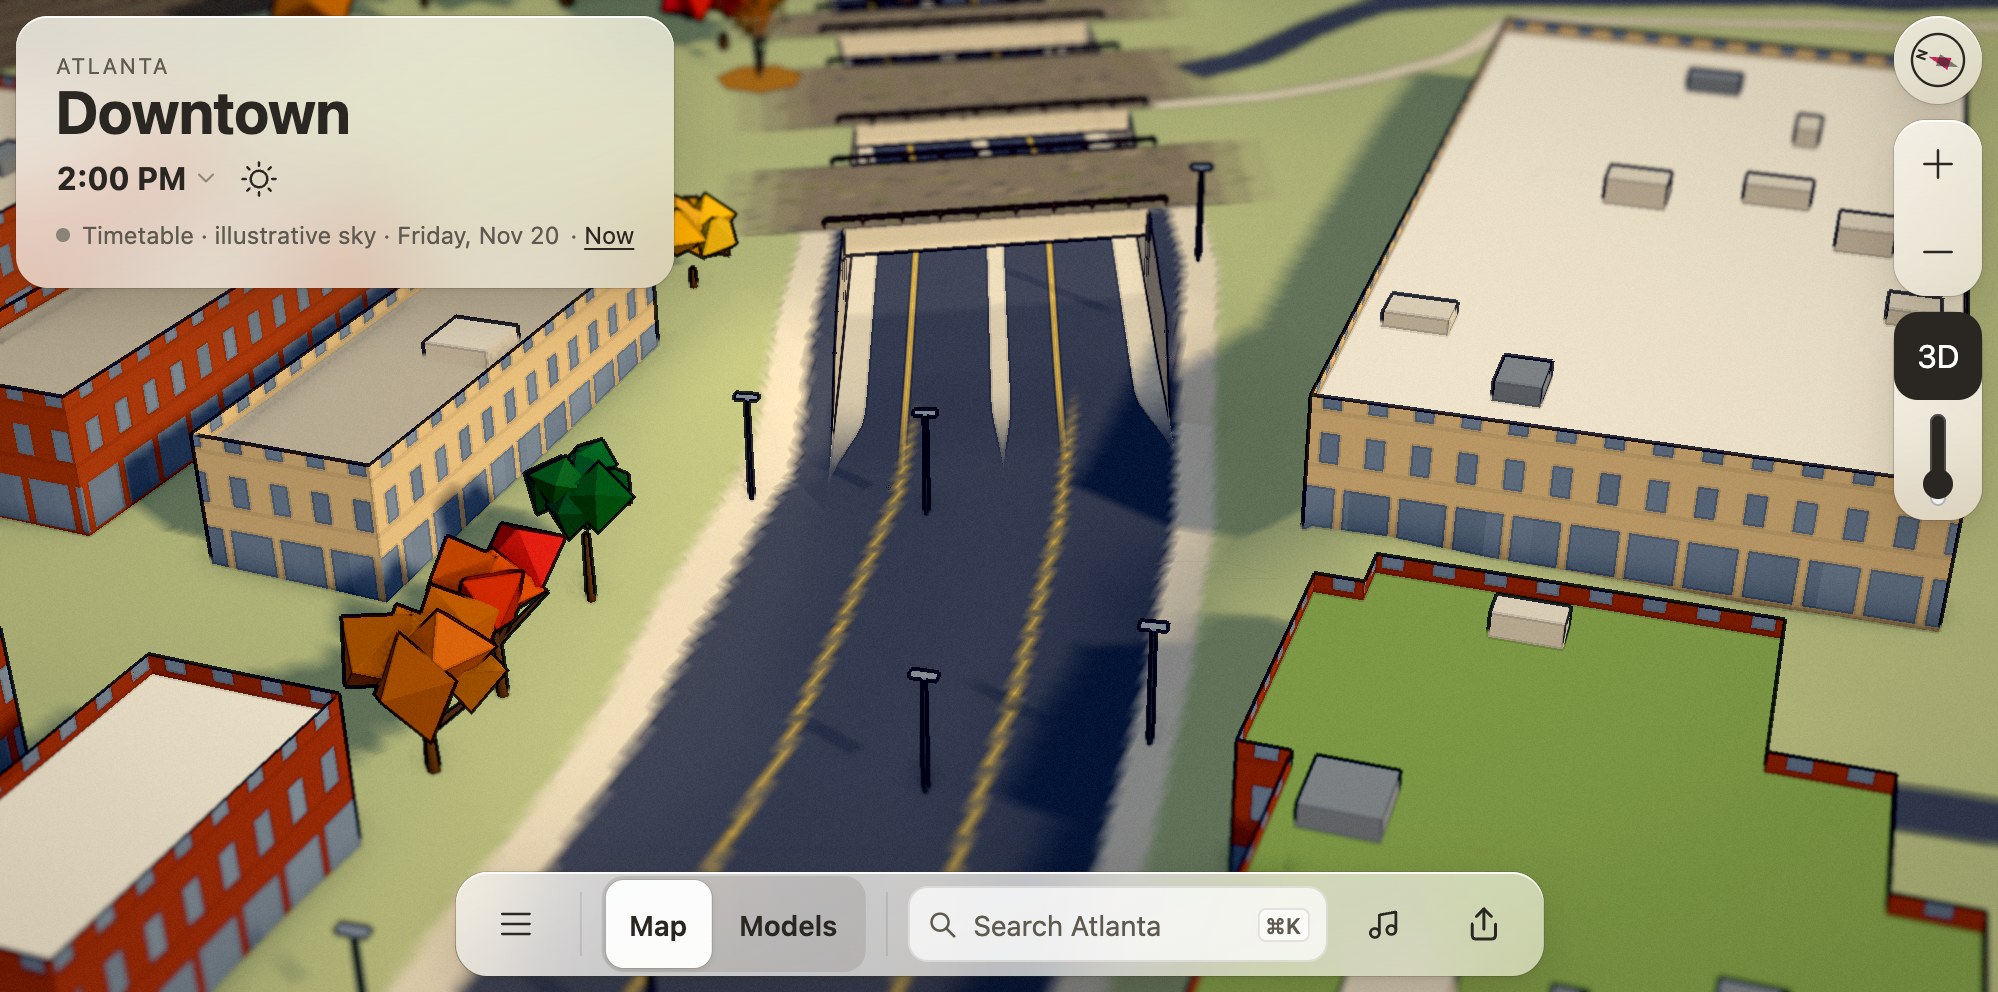 ATLANTA
Downtown
2:00 PM
Timetable · illustrative sky · Friday, Nov 20 · Now
N
3D
Map
Models
Search Atlanta
⌘K